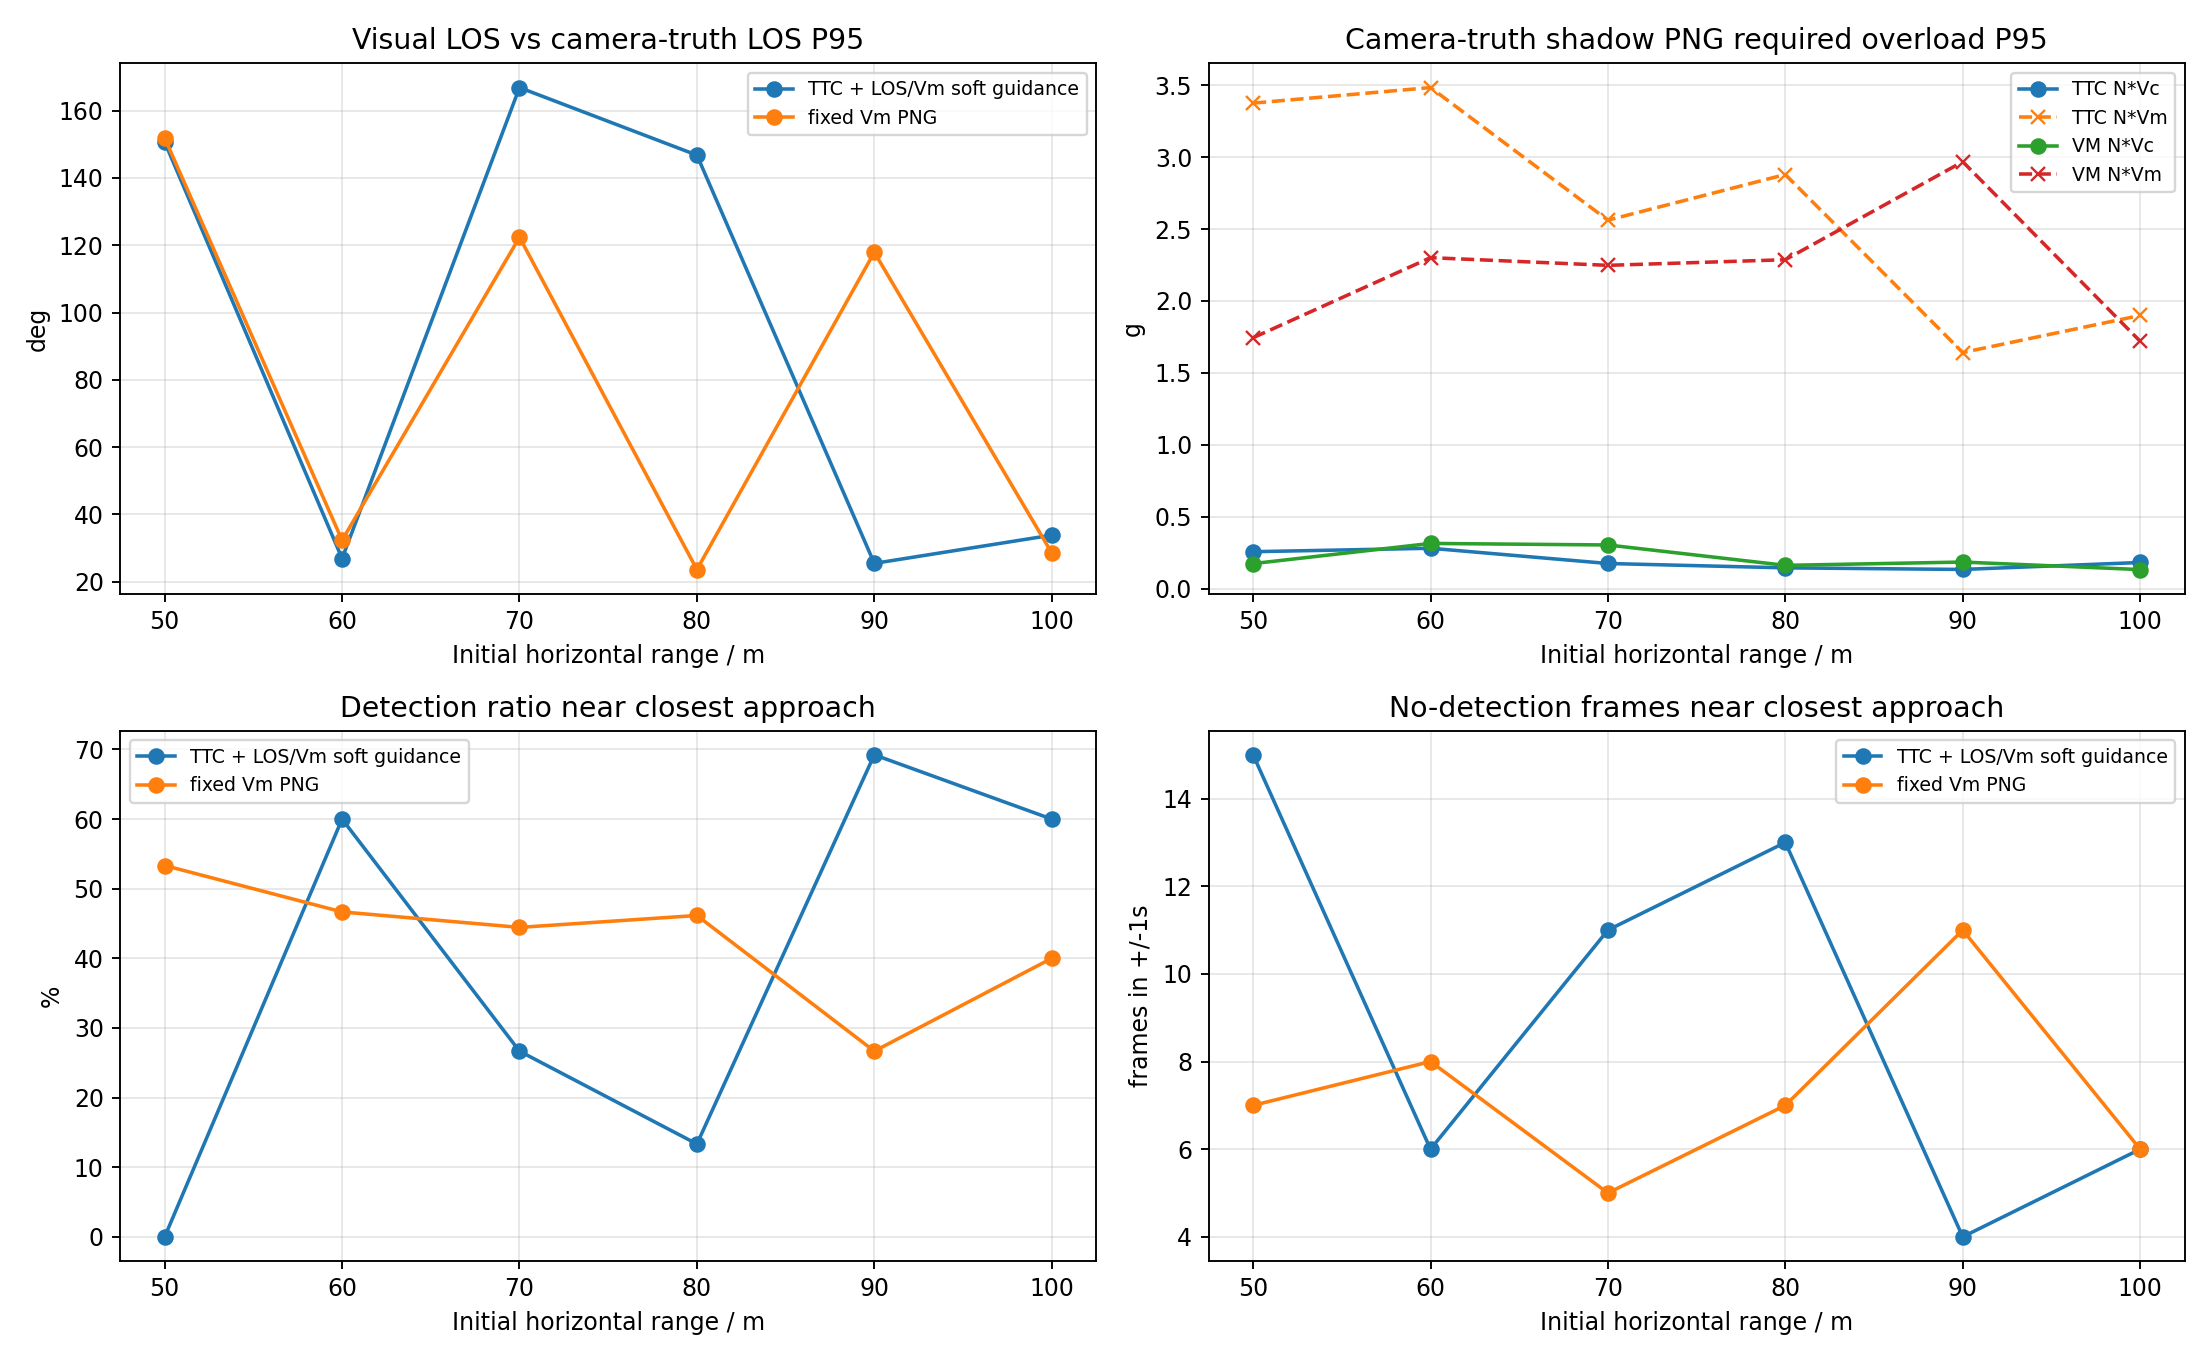 Visual LOS vs camera-truth LOS P95
TTC + LOS/Vm soft guidance
fixed Vm PNG
deg
160
140
120
100
80
60
40
20
50 60 70 80 90 100
Initial horizontal range / m
Camera-truth shadow PNG required overload P95
TTC N*Vc
TTC N*Vm
VM N*Vc
VM N*Vm
g
3.5
3.0
2.5
2.0
1.5
1.0
0.5
0.0
50 60 70 80 90 100
Initial horizontal range / m
Detection ratio near closest approach
TTC + LOS/Vm soft guidance
fixed Vm PNG
%
70
60
50
40
30
20
10
0
50 60 70 80 90 100
Initial horizontal range / m
No-detection frames near closest approach
TTC + LOS/Vm soft guidance
fixed Vm PNG
frames in +/-1s
14
12
10
8
6
4
50 60 70 80 90 100
Initial horizontal range / m